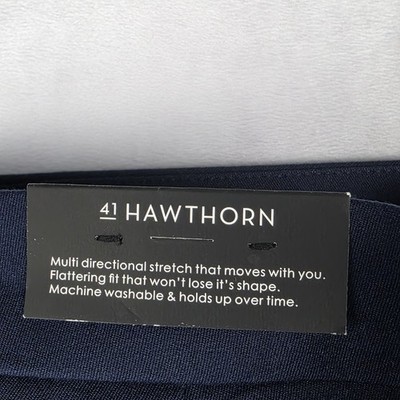 41 HAWTHORN
Multi directional stretch that moves with you.
Flattering fit that won't lose it's shape.
Machine washable & holds up over time.